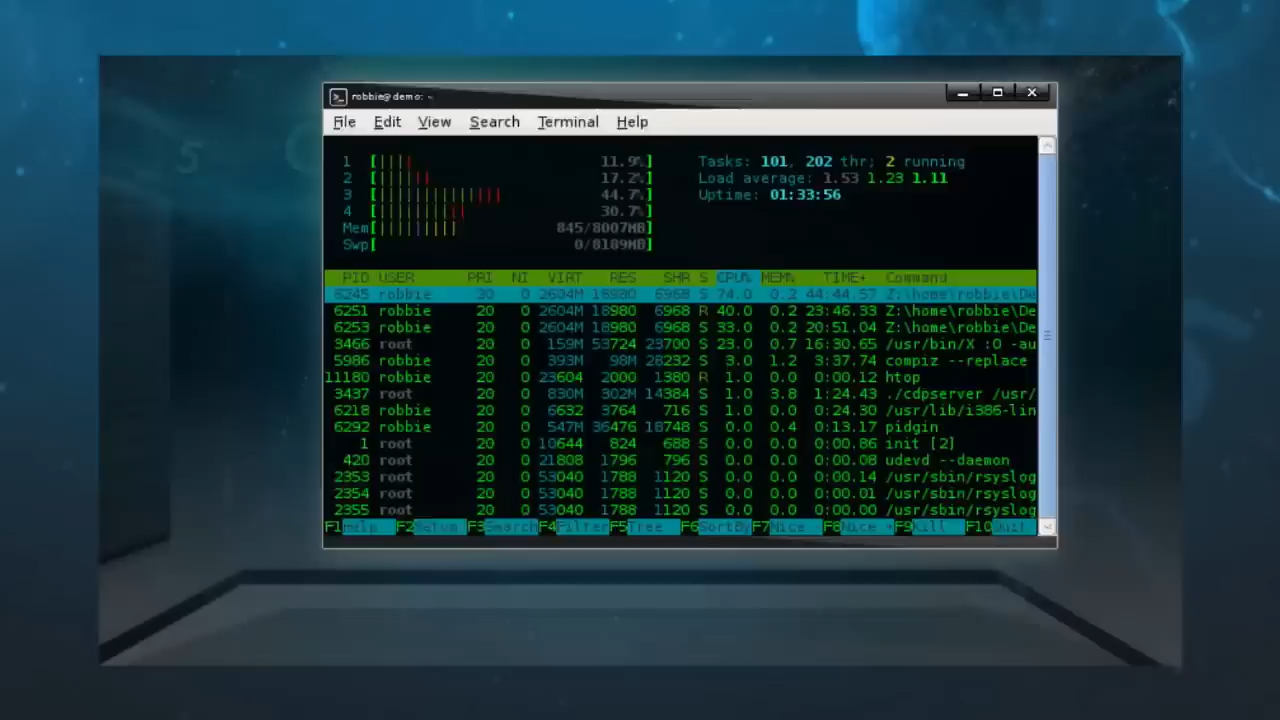 robbie@demo: ~
File Edit View Search Terminal Help
1 [|||| 11.9%] Tasks: 101, 202 thr; 2 running
2 [|||||| 17.2%] Load average: 1.53 1.23 1.11
3 [|||||||||||||||| 44.7%] Uptime: 01:33:56
4 [||||||||||| 30.7%]
Mem[|||||||||| 845/8007MB]
Swp[ 0/8189MB]
PID USER PRI NI VIRT RES SHR S CPU% MEM% TIME+ Command
6245 robbie 20 0 2604M 18980 6968 S 74.0 0.2 44:44.57 Z:\home\robbie\De
6251 robbie 20 0 2604M 18980 6968 R 40.0 0.2 23:46.33 Z:\home\robbie\De
6253 robbie 20 0 2604M 18980 6968 S 33.0 0.2 20:51.04 Z:\home\robbie\De
3466 root 20 0 159M 53724 29700 S 23.0 0.7 16:30.65 /usr/bin/X :0 -au
5986 robbie 20 0 393M 98M 28232 S 3.0 1.2 3:37.74 compiz --replace
11180 robbie 20 0 23604 2000 1380 R 1.0 0.0 0:00.12 htop
3437 root 20 0 830M 302M 14384 S 1.0 3.8 1:24.43 ./cdpserver /usr/
6218 robbie 20 0 6632 3764 716 S 1.0 0.0 0:24.30 /usr/lib/i386-lin
6292 robbie 20 0 547M 36476 18748 S 0.0 0.4 0:13.17 pidgin
1 root 20 0 10644 824 688 S 0.0 0.0 0:00.86 init [2]
420 root 20 0 21808 1796 796 S 0.0 0.0 0:00.08 udevd --daemon
2353 root 20 0 53040 1788 1120 S 0.0 0.0 0:00.14 /usr/sbin/rsyslog
2354 root 20 0 53040 1788 1120 S 0.0 0.0 0:00.01 /usr/sbin/rsyslog
2355 root 20 0 53040 1788 1120 S 0.0 0.0 0:00.00 /usr/sbin/rsyslog
F1Help F2Setup F3SearchF4FilterF5Tree F6SortByF7Nice -F8Nice +F9Kill F10Quit